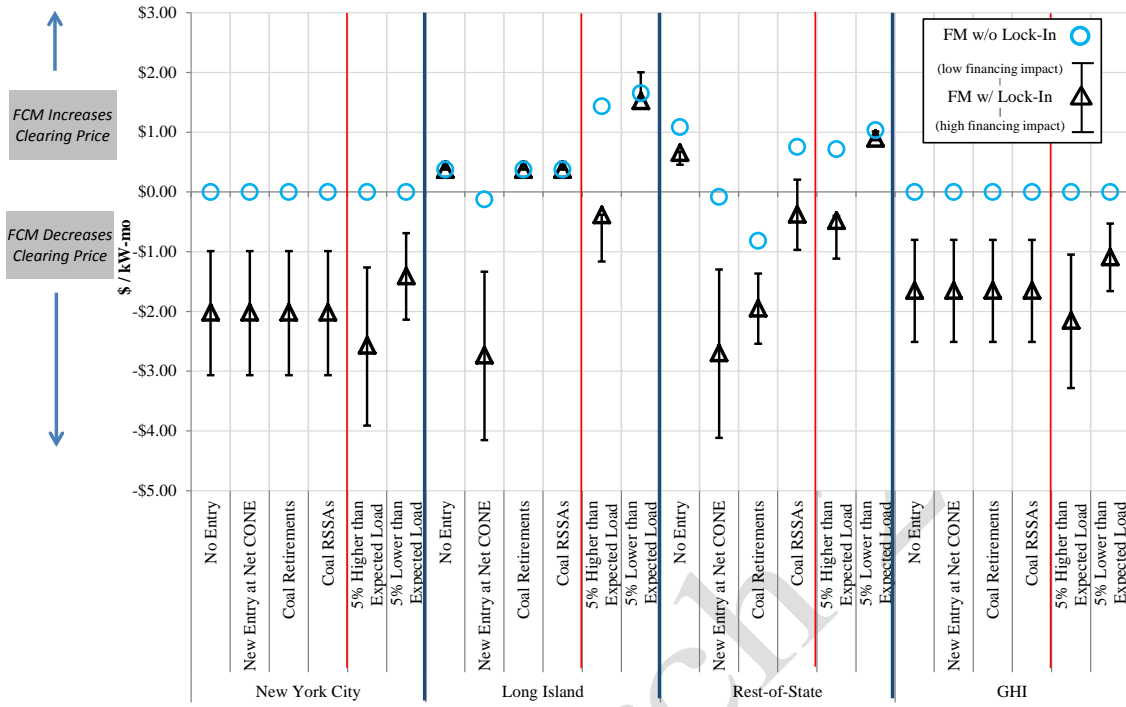 FCM Increases
Clearing Price
FCM Decreases
Clearing Price
$ / kW-mo
$3.00
$2.00
$1.00
$0.00
-$1.00
-$2.00
-$3.00
-$4.00
-$5.00
FM w/o Lock-In
(low financing impact)
FM w/ Lock-In
(high financing impact)
No Entry
New Entry at Net CONE
Coal Retirements
Coal RSSAs
5% Higher than
Expected Load
5% Lower than
Expected Load
No Entry
New Entry at Net CONE
Coal Retirements
Coal RSSAs
5% Higher than
Expected Load
5% Lower than
Expected Load
No Entry
New Entry at Net CONE
Coal Retirements
Coal RSSAs
5% Higher than
Expected Load
5% Lower than
Expected Load
No Entry
New Entry at Net CONE
Coal Retirements
Coal RSSAs
5% Higher than
Expected Load
5% Lower than
Expected Load
New York City
Long Island
Rest-of-State
GHI